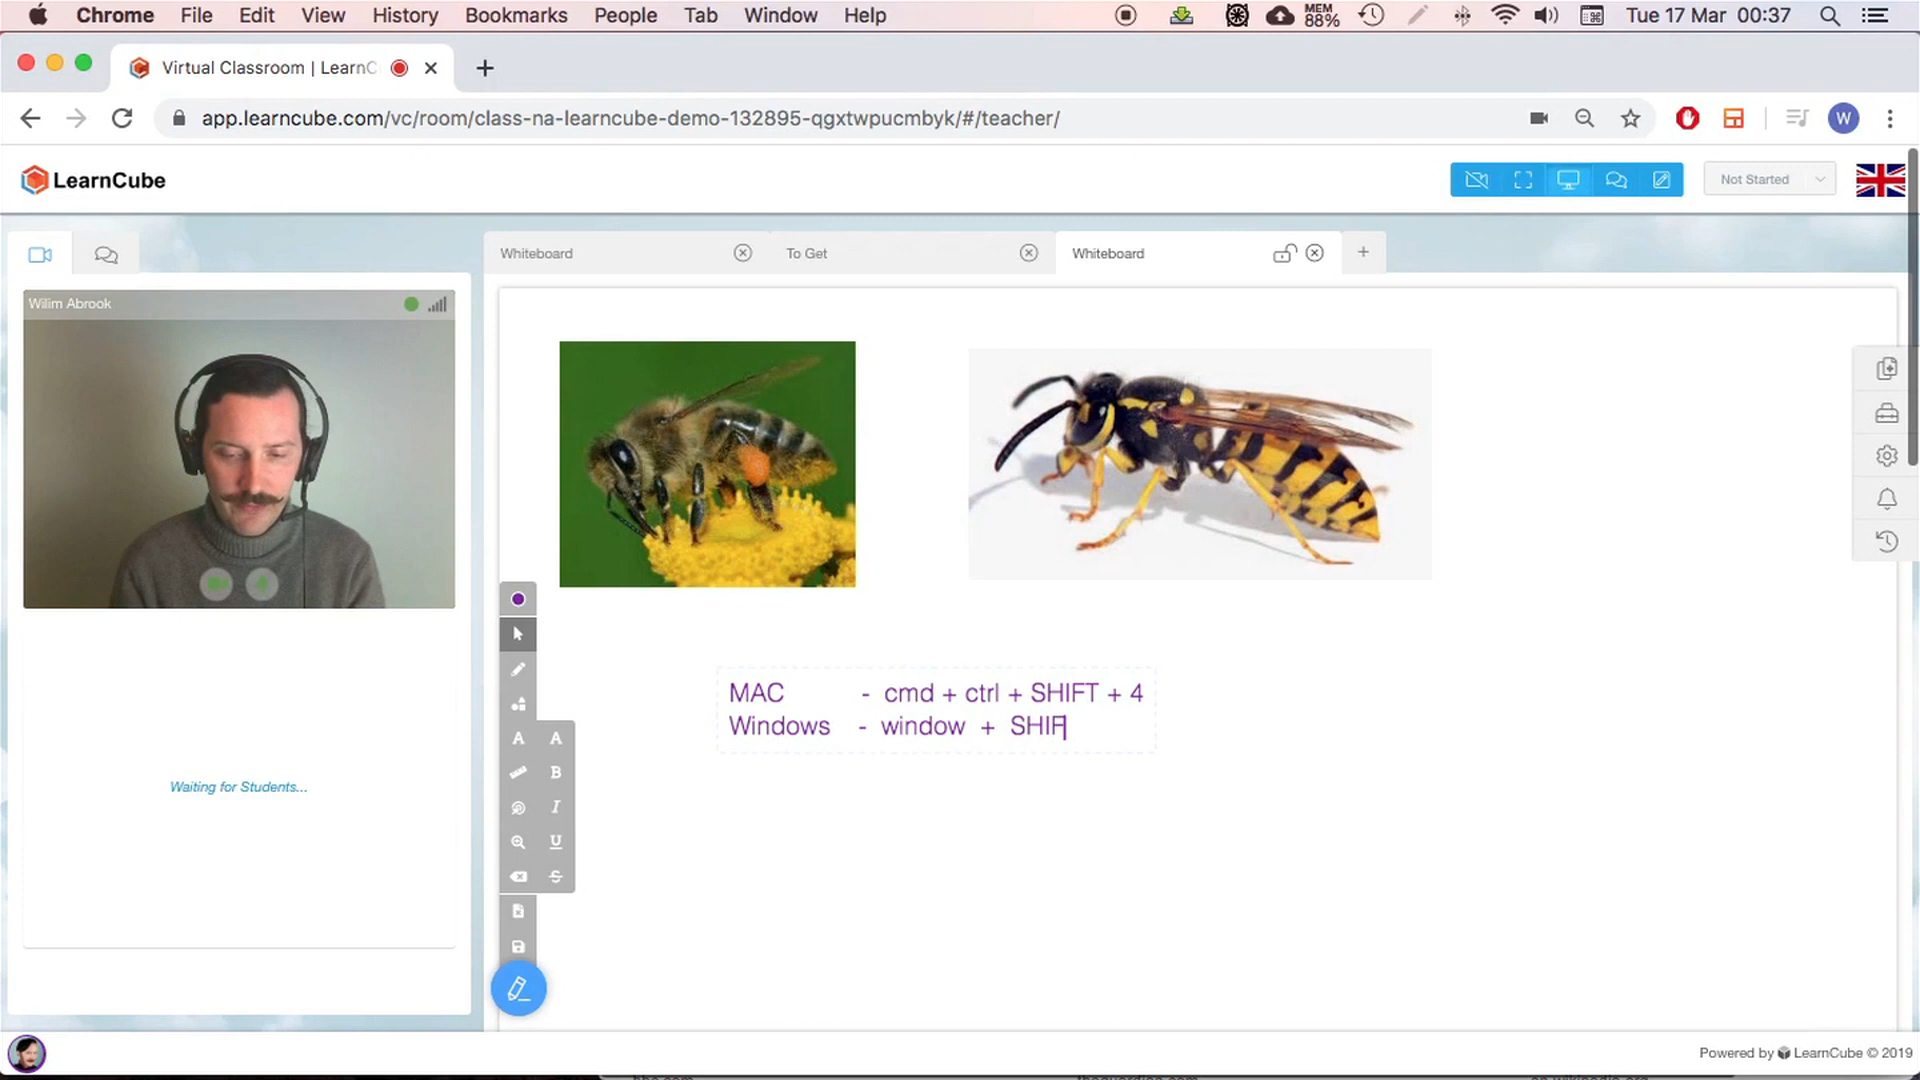 Chrome File Edit View History Bookmarks People Tab Window Help
MEM
88%
Tue 17 Mar 00:37
Virtual Classroom | LearnC
app.learncube.com/vc/room/class-na-learncube-demo-132895-qgxtwpucmbyk/#/teacher/
W
LearnCube
Not Started
Whiteboard
To Get
Whiteboard
Wilim Abrook
MAC - cmd + ctrl + SHIFT + 4
Windows - window + SHIF
A A
B
I
U
S
Waiting for Students...
Powered by LearnCube © 2019